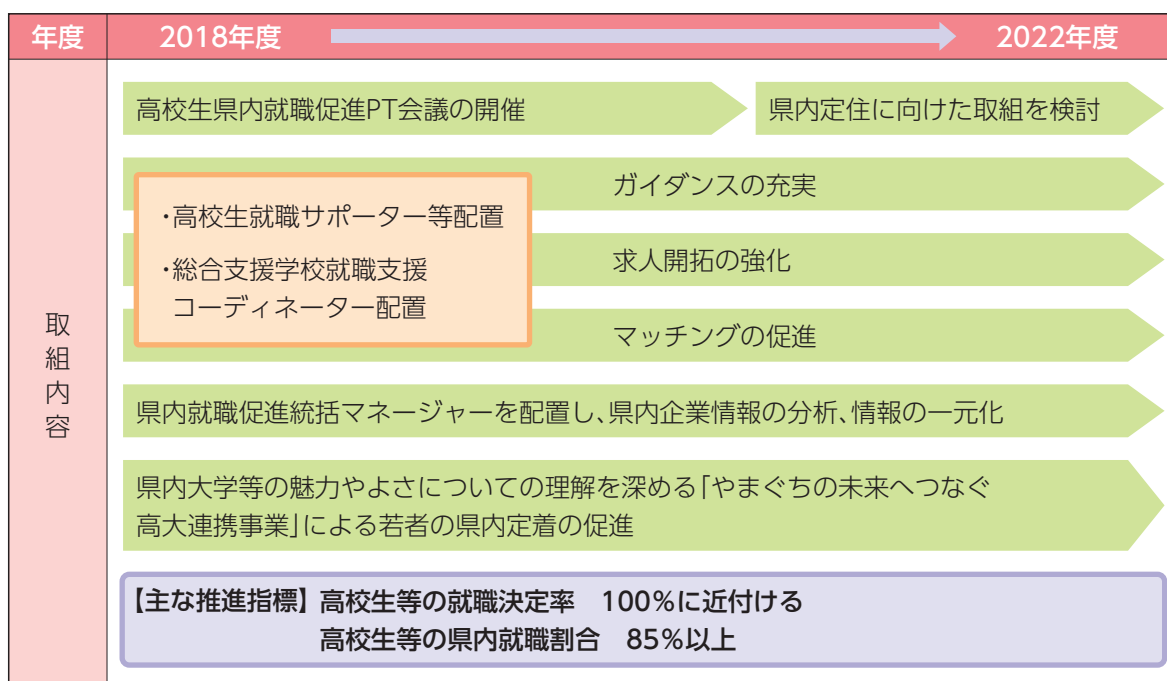 年度
2018年度
2022年度
取組内容
高校生県内就職促進PT会議の開催
県内定住に向けた取組を検討
ガイダンスの充実
・高校生就職サポーター等配置
・総合支援学校就職支援
コーディネーター配置
求人開拓の強化
マッチングの促進
県内就職促進統括マネージャーを配置し、県内企業情報の分析、情報の一元化
県内大学等の魅力やよさについての理解を深める「やまぐちの未来へつなぐ
高大連携事業」による若者の県内定着の促進
【主な推進指標】高校生等の就職決定率　100%に近付ける
高校生等の県内就職割合　85%以上